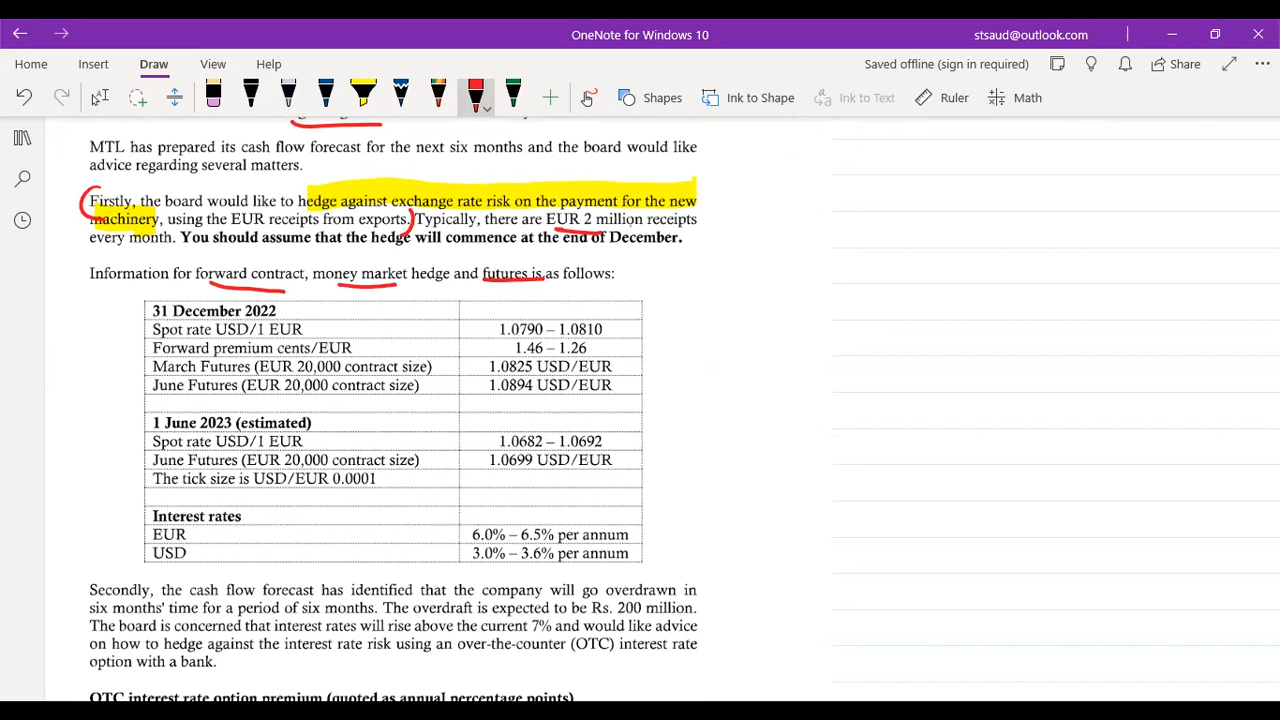 OneNote for Windows 10
stsaud@outlook.com
Home Insert Draw View Help
Saved offline (sign in required) Share
Shapes Ink to Shape Ink to Text Ruler Math
MTL has prepared its cash flow forecast for the next six months and the board would like
advice regarding several matters.
Firstly, the board would like to hedge against exchange rate risk on the payment for the new
machinery, using the EUR receipts from exports. Typically, there are EUR 2 million receipts
every month. You should assume that the hedge will commence at the end of December.
Information for forward contract, money market hedge and futures is as follows:
31 December 2022
Spot rate USD/1 EUR 1.0790 – 1.0810
Forward premium cents/EUR 1.46 – 1.26
March Futures (EUR 20,000 contract size) 1.0825 USD/EUR
June Futures (EUR 20,000 contract size) 1.0894 USD/EUR
1 June 2023 (estimated)
Spot rate USD/1 EUR 1.0682 – 1.0692
June Futures (EUR 20,000 contract size) 1.0699 USD/EUR
The tick size is USD/EUR 0.0001
Interest rates
EUR 6.0% – 6.5% per annum
USD 3.0% – 3.6% per annum
Secondly, the cash flow forecast has identified that the company will go overdrawn in
six months' time for a period of six months. The overdraft is expected to be Rs. 200 million.
The board is concerned that interest rates will rise above the current 7% and would like advice
on how to hedge against the interest rate risk using an over-the-counter (OTC) interest rate
option with a bank.
OTC interest rate option premium (quoted as annual percentage points)